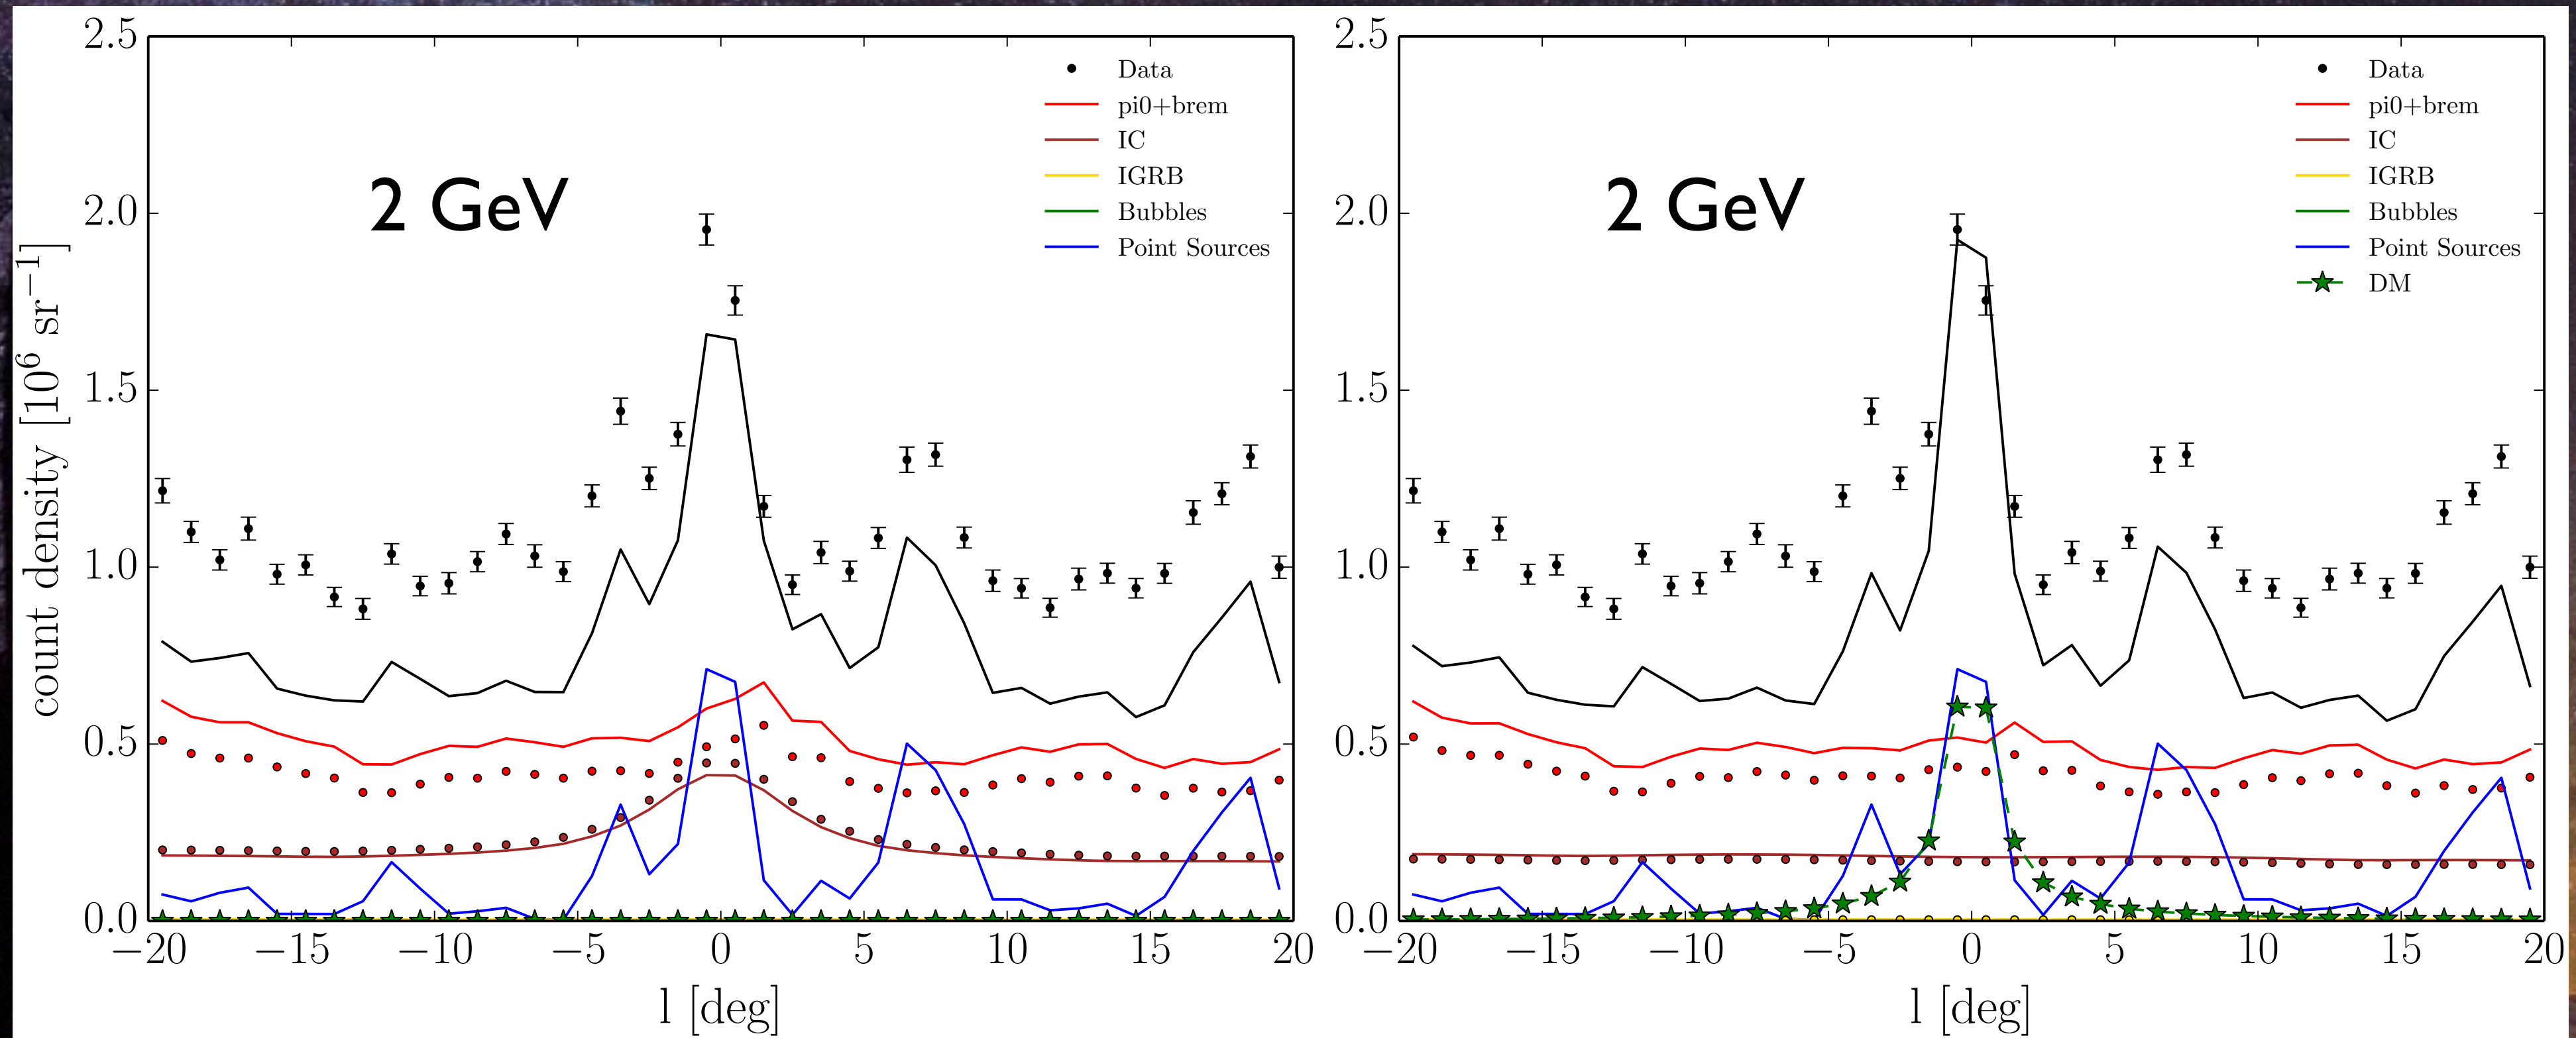 count density [10⁶ sr⁻¹]
2.5
2.0
1.5
1.0
0.5
0.0
2 GeV
Data
pi0+brem
IC
IGRB
Bubbles
Point Sources
−20 −15 −10 −5 0 5 10 15 20
l [deg]
2.5
2.0
1.5
1.0
0.5
0.0
2 GeV
Data
pi0+brem
IC
IGRB
Bubbles
Point Sources
DM
−20 −15 −10 −5 0 5 10 15 20
l [deg]